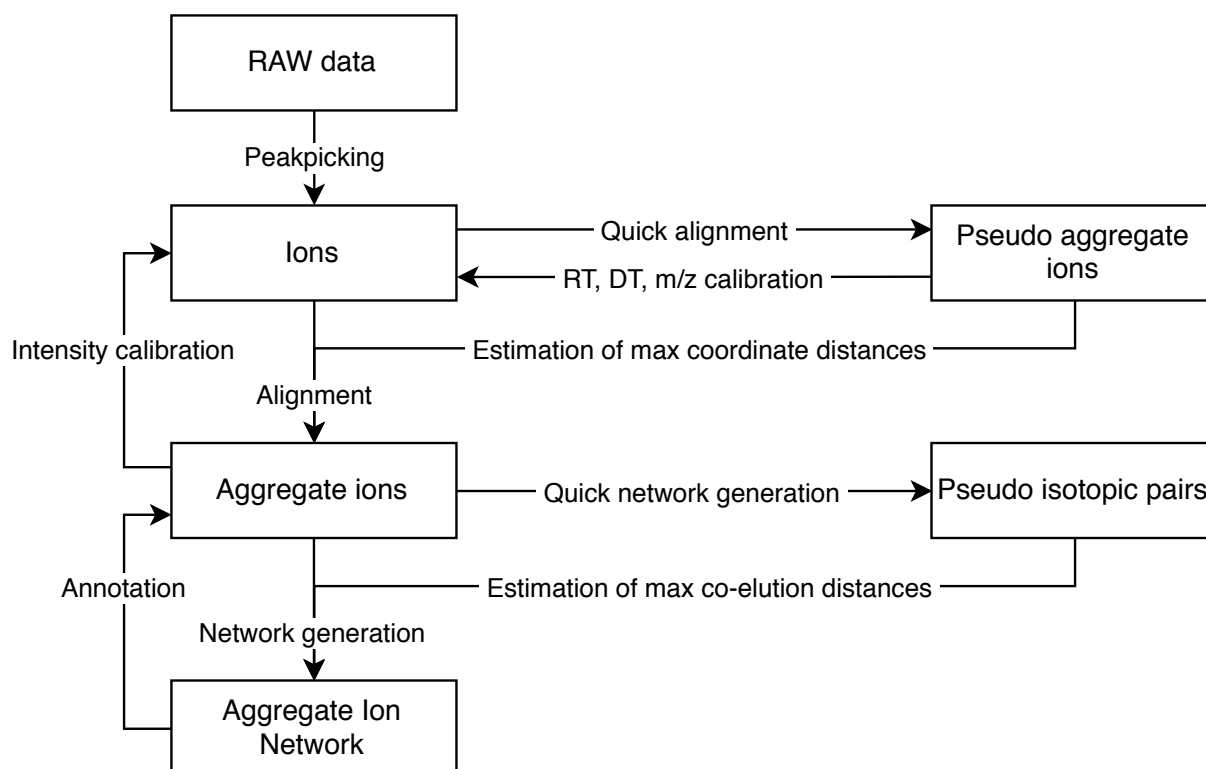 RAW data
Peakpicking
Ions
Quick alignment
Pseudo aggregate
ions
RT, DT, m/z calibration
Intensity calibration
Estimation of max coordinate distances
Alignment
Aggregate ions
Quick network generation
Pseudo isotopic pairs
Annotation
Estimation of max co-elution distances
Network generation
Aggregate Ion
Network